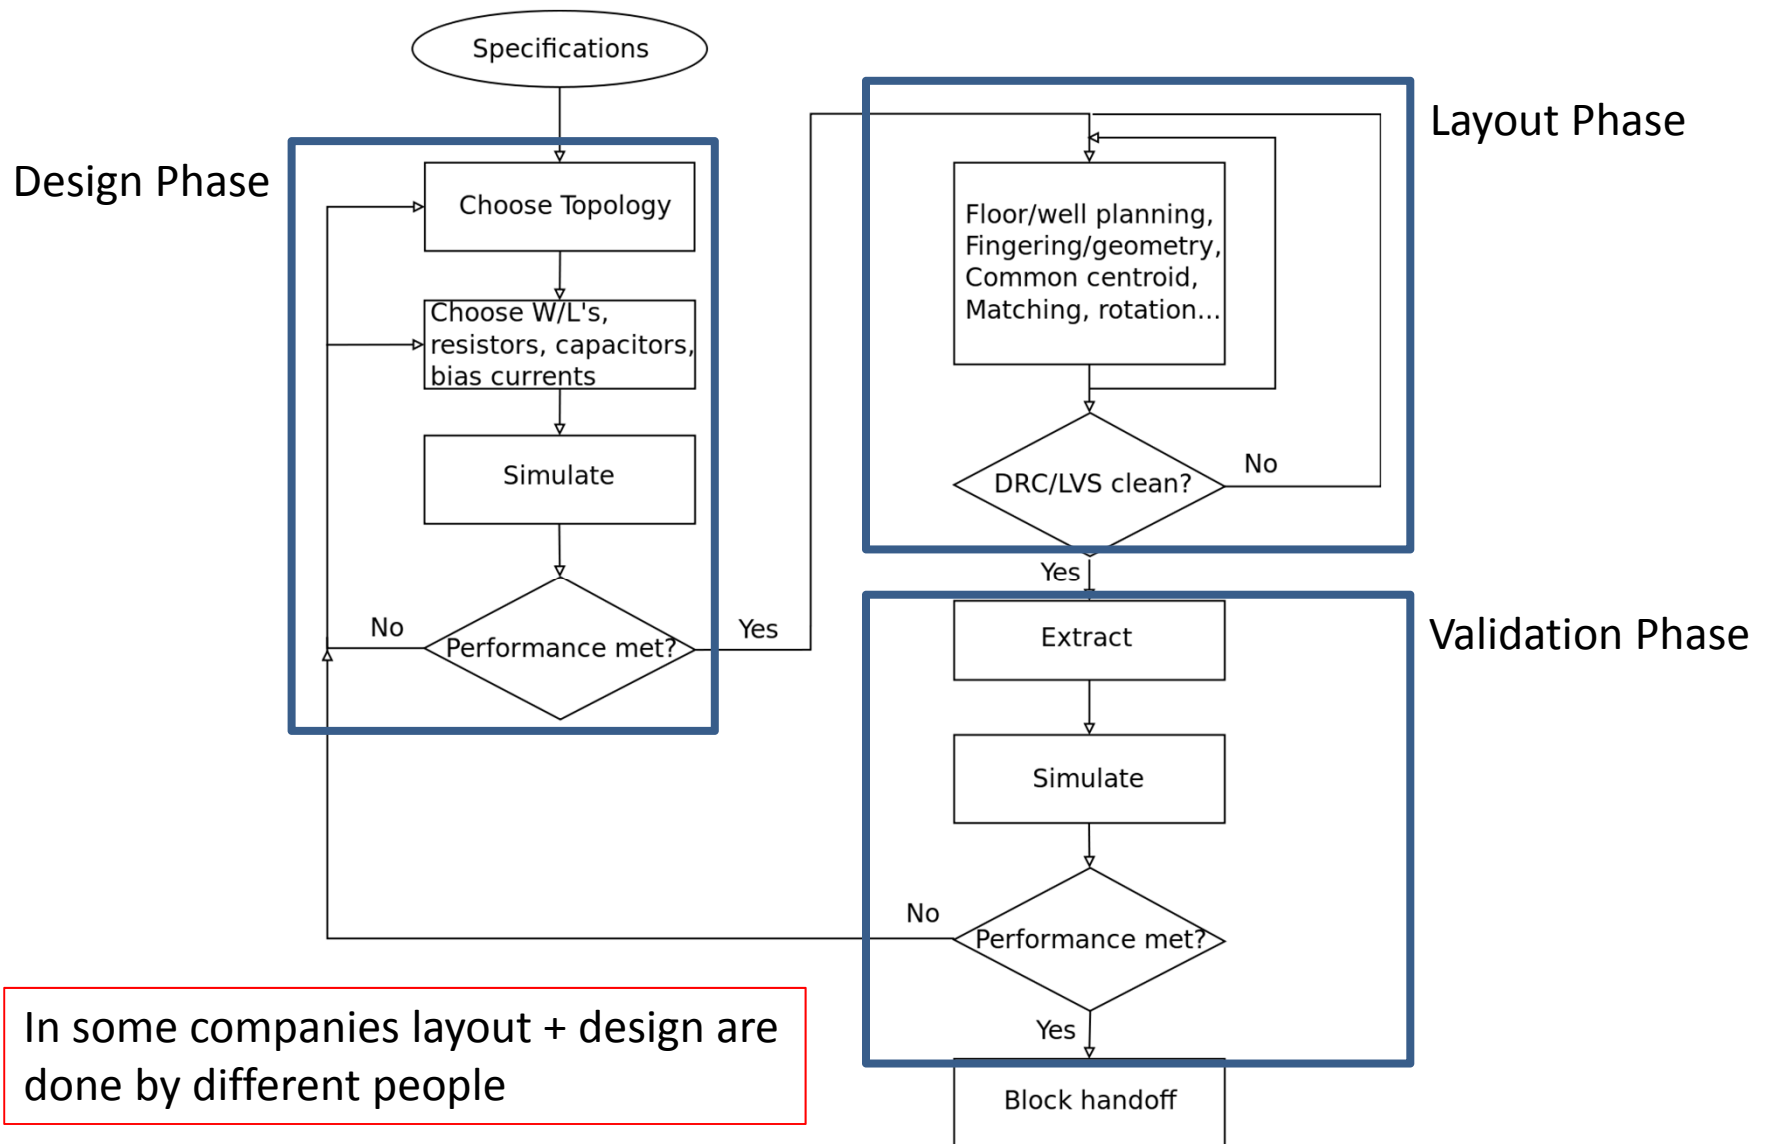 Specifications
Design Phase
Choose Topology
Choose W/L's,
resistors, capacitors,
bias currents
Simulate
Performance met?
No
Yes
Layout Phase
Floor/well planning,
Fingering/geometry,
Common centroid,
Matching, rotation...
DRC/LVS clean?
No
Yes
Validation Phase
Extract
Simulate
Performance met?
No
Yes
Block handoff
In some companies layout + design are
done by different people